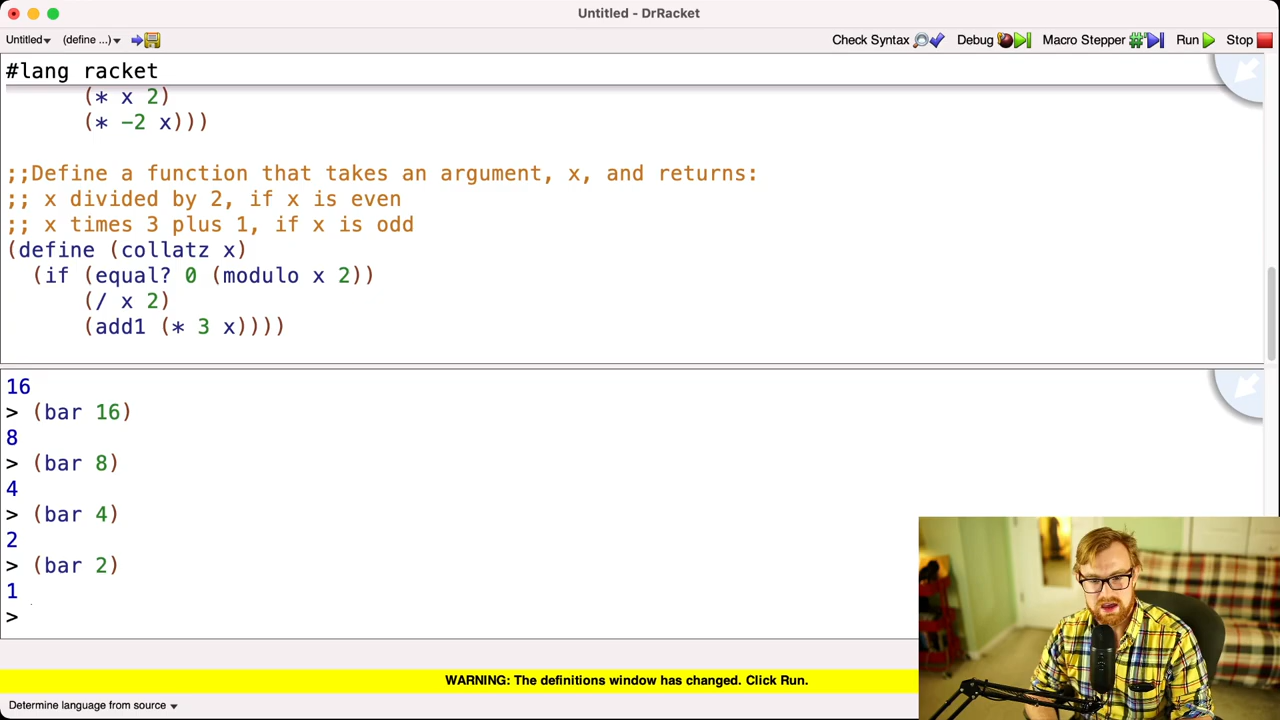 Untitled - DrRacket
Untitled▾ (define ...)▾
Check Syntax Debug Macro Stepper Run Stop
#lang racket
(* x 2)
(* -2 x)))
;;Define a function that takes an argument, x, and returns:
;; x divided by 2, if x is even
;; x times 3 plus 1, if x is odd
(define (collatz x)
(if (equal? 0 (modulo x 2))
(/ x 2)
(add1 (* 3 x))))
16
> (bar 16)
8
> (bar 8)
4
> (bar 4)
2
> (bar 2)
1
>
WARNING: The definitions window has changed. Click Run.
Determine language from source ▾